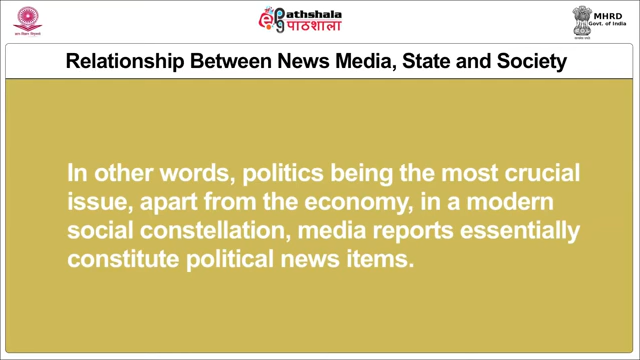 ePathshala
पाठशाला
MHRD
Govt. of India
Relationship Between News Media, State and Society
In other words, politics being the most crucial
issue, apart from the economy, in a modern
social constellation, media reports essentially
constitute political news items.